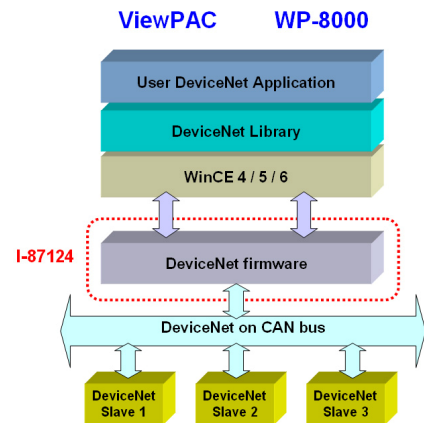 ViewPAC WP-8000
User DeviceNet Application
DeviceNet Library
WinCE 4 / 5 / 6
I-87124
DeviceNet firmware
DeviceNet on CAN bus
DeviceNet
Slave 1
DeviceNet
Slave 2
DeviceNet
Slave 3